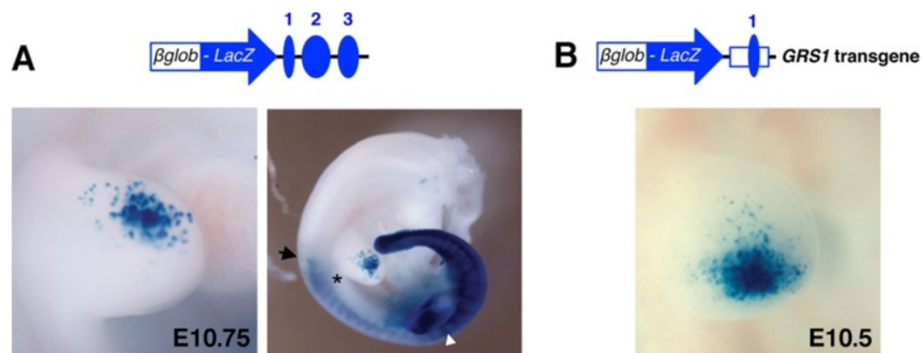 A
1 2 3
βglob - LacZ
E10.75
*
B
1
βglob - LacZ
GRS1 transgene
E10.5